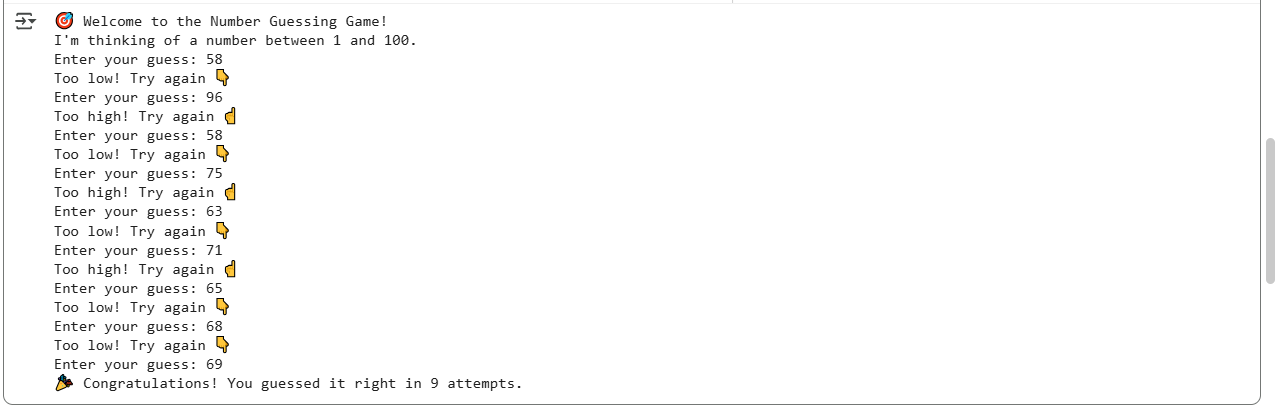 🎯 Welcome to the Number Guessing Game!
I'm thinking of a number between 1 and 100.
Enter your guess: 58
Too low! Try again 👇
Enter your guess: 96
Too high! Try again ☝
Enter your guess: 58
Too low! Try again 👇
Enter your guess: 75
Too high! Try again ☝
Enter your guess: 63
Too low! Try again 👇
Enter your guess: 71
Too high! Try again ☝
Enter your guess: 65
Too low! Try again 👇
Enter your guess: 68
Too low! Try again 👇
Enter your guess: 69
🎉 Congratulations! You guessed it right in 9 attempts.